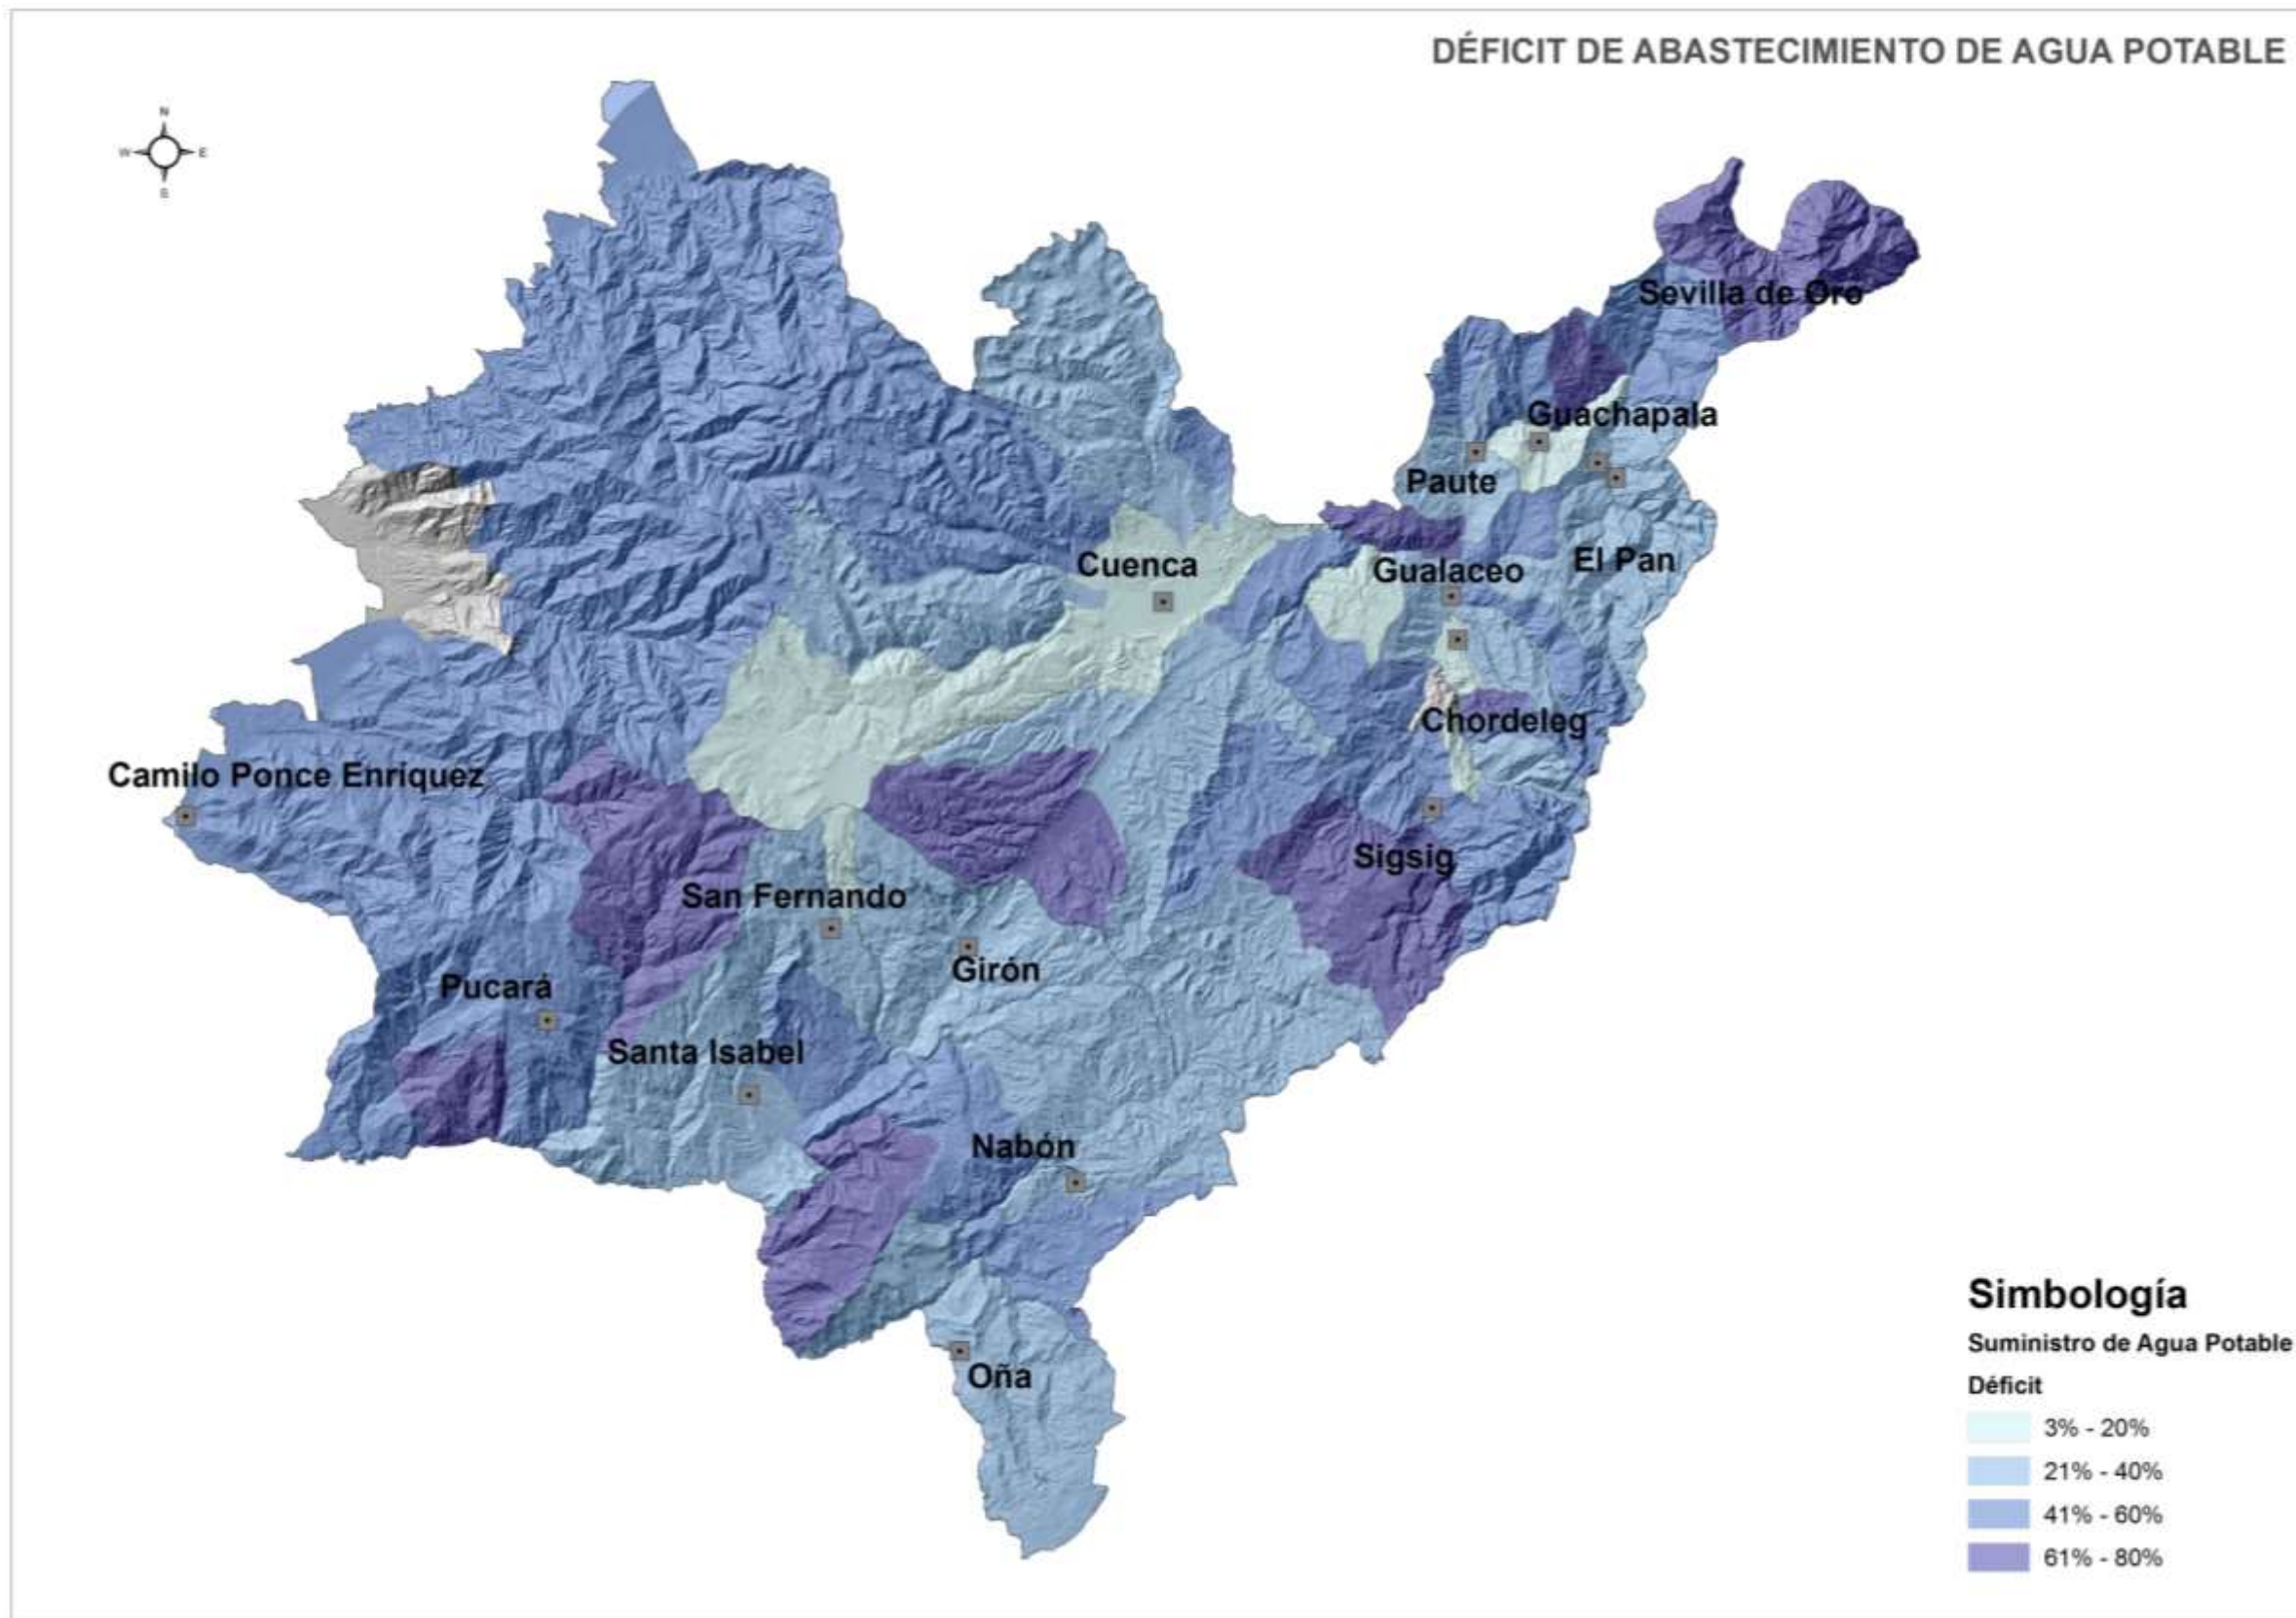 DÉFICIT DE ABASTECIMIENTO DE AGUA POTABLE
N
W E
S
Sevilla de Oro
Guachapala
Paute
Cuenca
Gualaceo
El Pan
Chordeleg
Camilo Ponce Enríquez
Sigsig
San Fernando
Girón
Pucará
Santa Isabel
Nabón
Oña
Simbología
Suministro de Agua Potable
Déficit
3% - 20%
21% - 40%
41% - 60%
61% - 80%